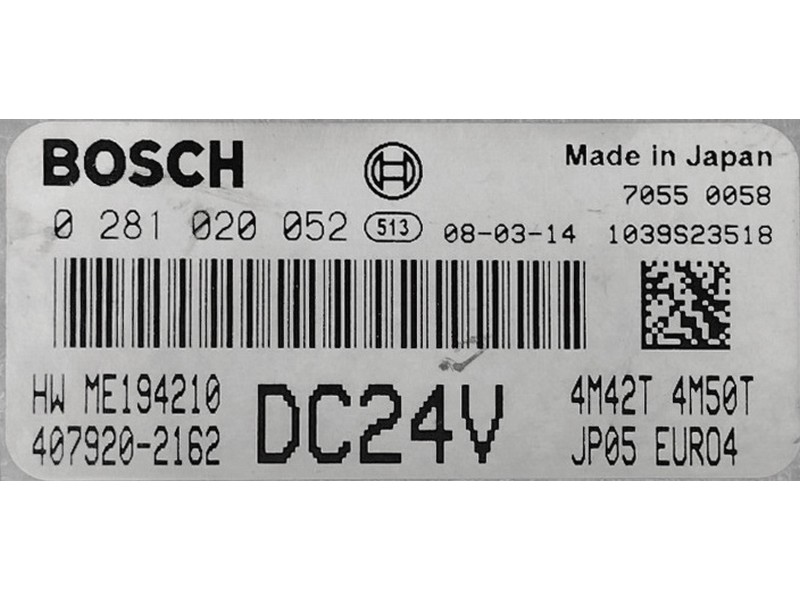 BOSCH
Made in Japan
7055 0058
0 281 020 052 513 08-03-14 1039S23518
HW ME194210 DC24V 4M42T 4M50T
407920-2162 JP05 EURO4